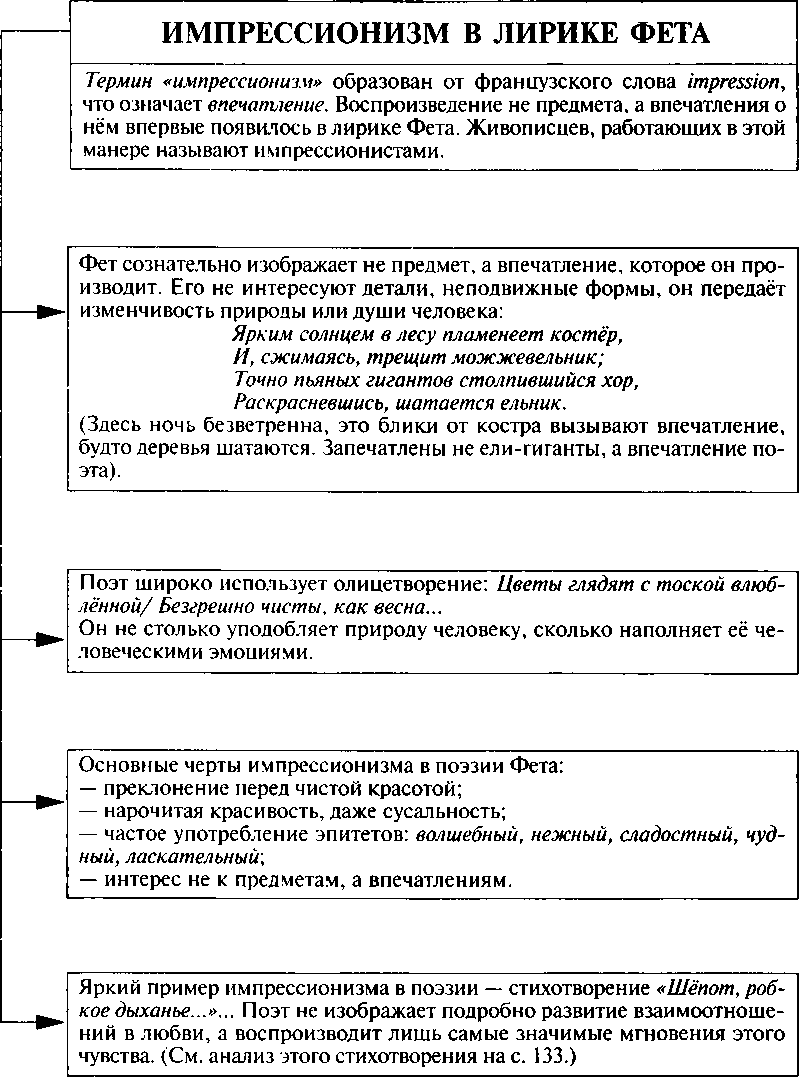 ИМПРЕССИОНИЗМ В ЛИРИКЕ ФЕТА
Термин «импрессионизм» образован от французского слова impression,
что означает впечатление. Воспроизведение не предмета, а впечатления о
нём впервые появилось в лирике Фета. Живописцев, работающих в этой
манере называют импрессионистами.
Фет сознательно изображает не предмет, а впечатление, которое он про-
изводит. Его не интересуют детали, неподвижные формы, он передаёт
изменчивость природы или души человека:
Ярким солнцем в лесу пламенеет костёр,
И, сжимаясь, трещит можжевельник;
Точно пьяных гигантов столпившийся хор,
Раскрасневшись, шатается ельник.
(Здесь ночь безветренна, это блики от костра вызывают впечатление,
будто деревья шатаются. Запечатлены не ели-гиганты, а впечатление по-
эта).
Поэт широко использует олицетворение: Цветы глядят с тоской влюб-
лённой/ Безгрешно чисты, как весна...
Он не столько уподобляет природу человеку, сколько наполняет её че-
ловеческими эмоциями.
Основные черты импрессионизма в поэзии Фета:
— преклонение перед чистой красотой;
— нарочитая красивость, даже сусальность;
— частое употребление эпитетов: волшебный, нежный, сладостный, чуд-
ный, ласкательный;
— интерес не к предметам, а впечатлениям.
Яркий пример импрессионизма в поэзии — стихотворение «Шёпот, роб-
кое дыханье...»... Поэт не изображает подробно развитие взаимоотноше-
ний в любви, а воспроизводит лишь самые значимые мгновения этого
чувства. (См. анализ этого стихотворения на с. 133.)